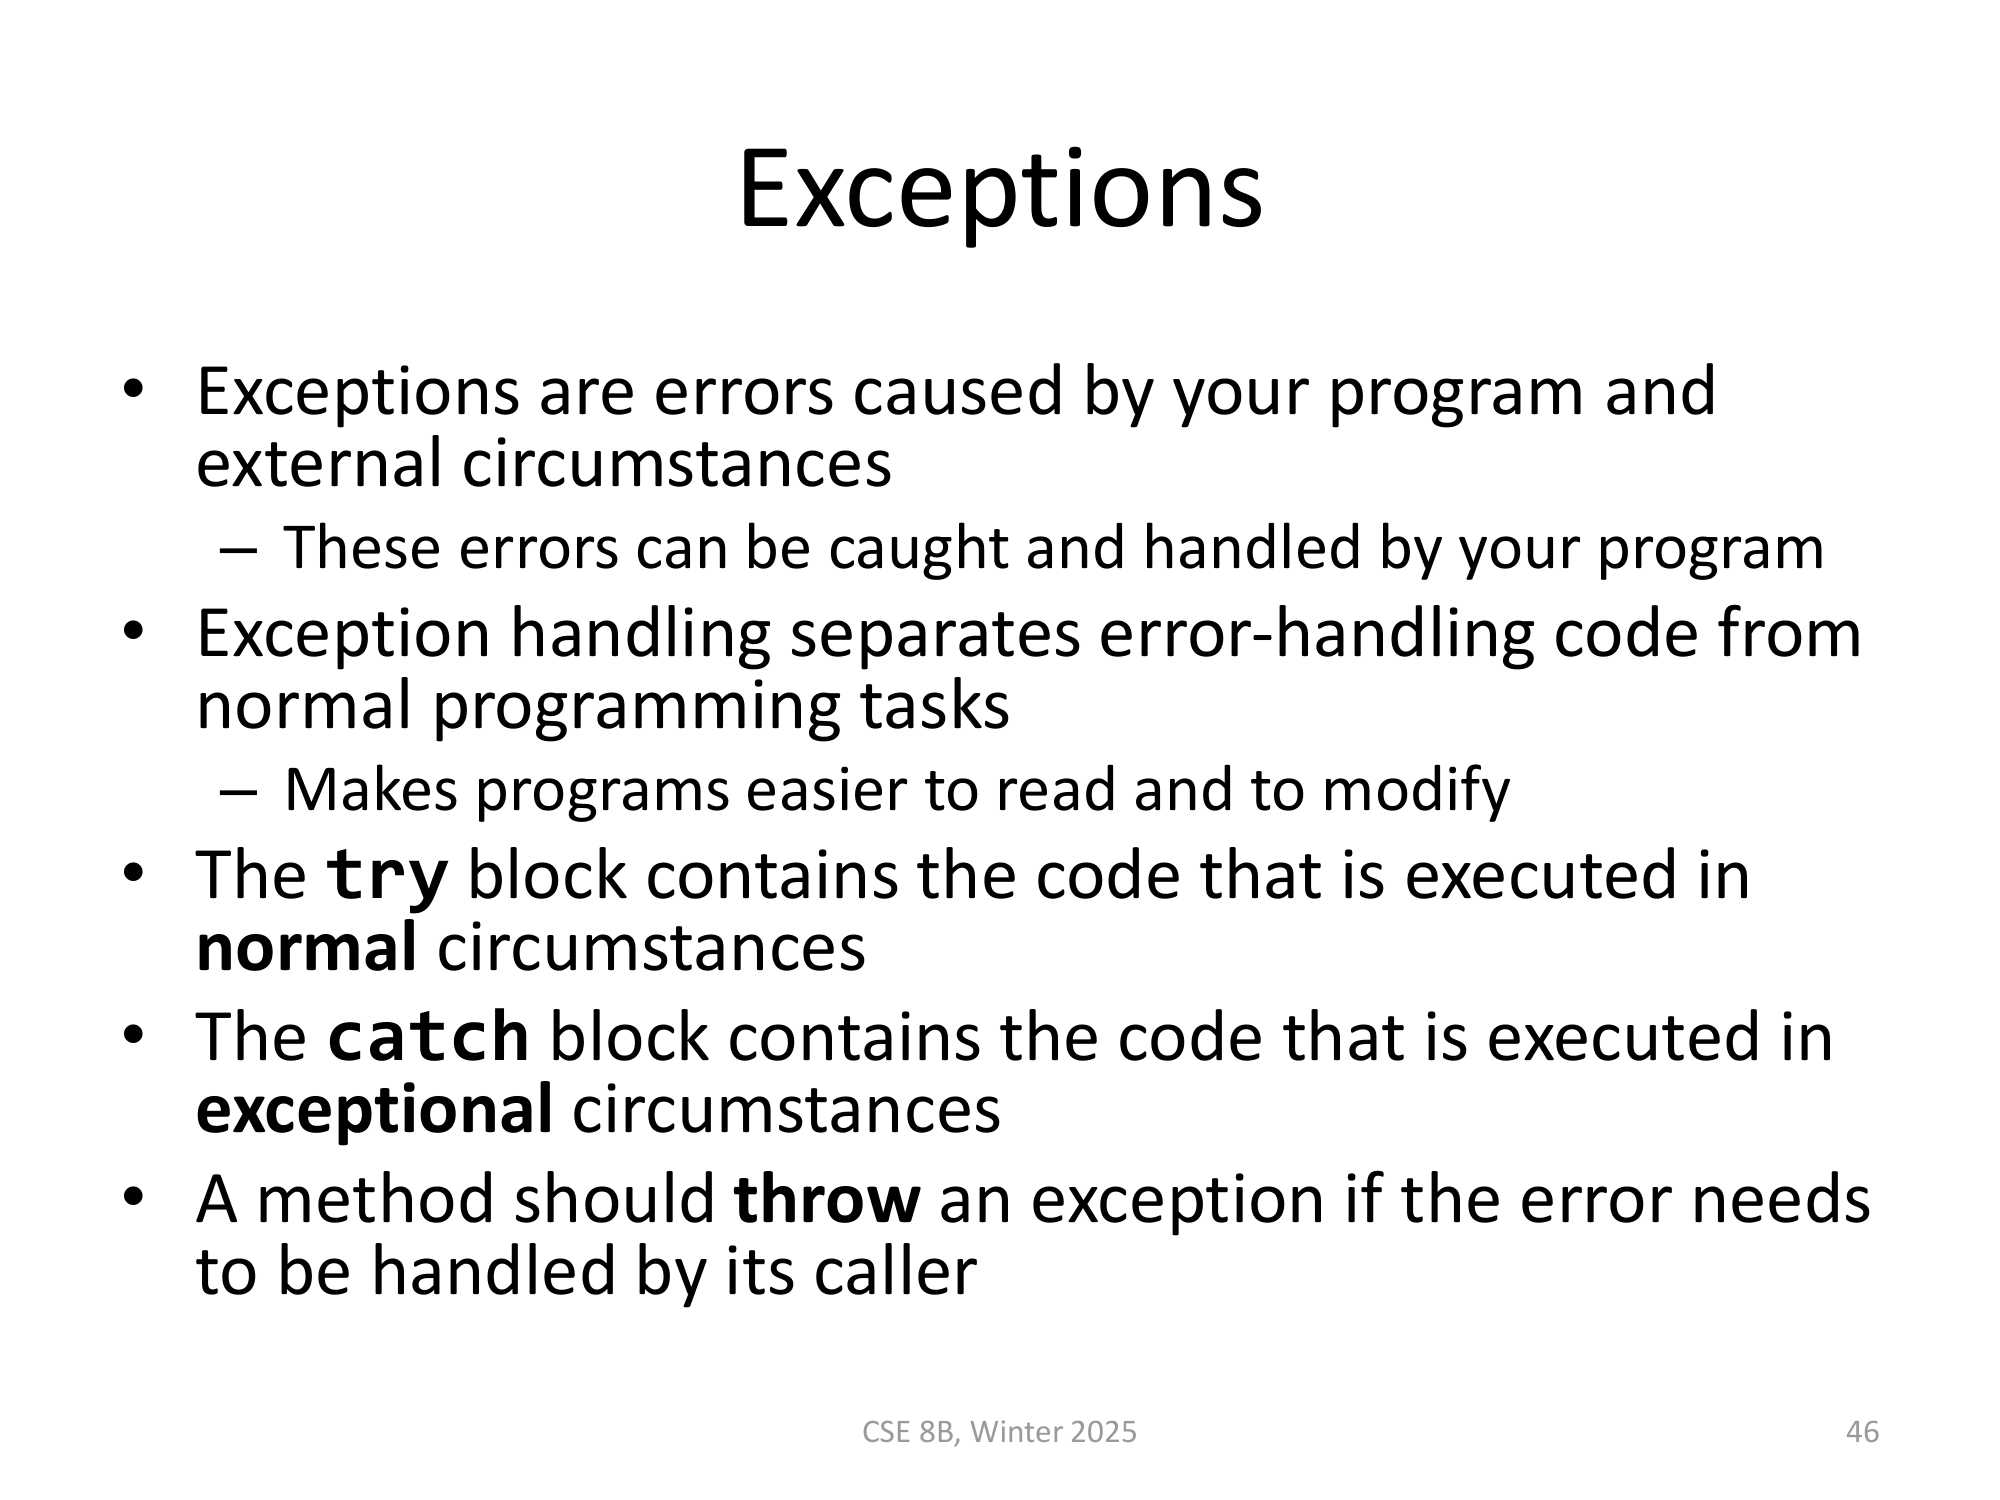 Exceptions
• Exceptions are errors caused by your program and
external circumstances
– These errors can be caught and handled by your program
• Exception handling separates error-handling code from
normal programming tasks
– Makes programs easier to read and to modify
• The try block contains the code that is executed in
normal circumstances
• The catch block contains the code that is executed in
exceptional circumstances
• A method should throw an exception if the error needs
to be handled by its caller
CSE 8B, Winter 2025
46